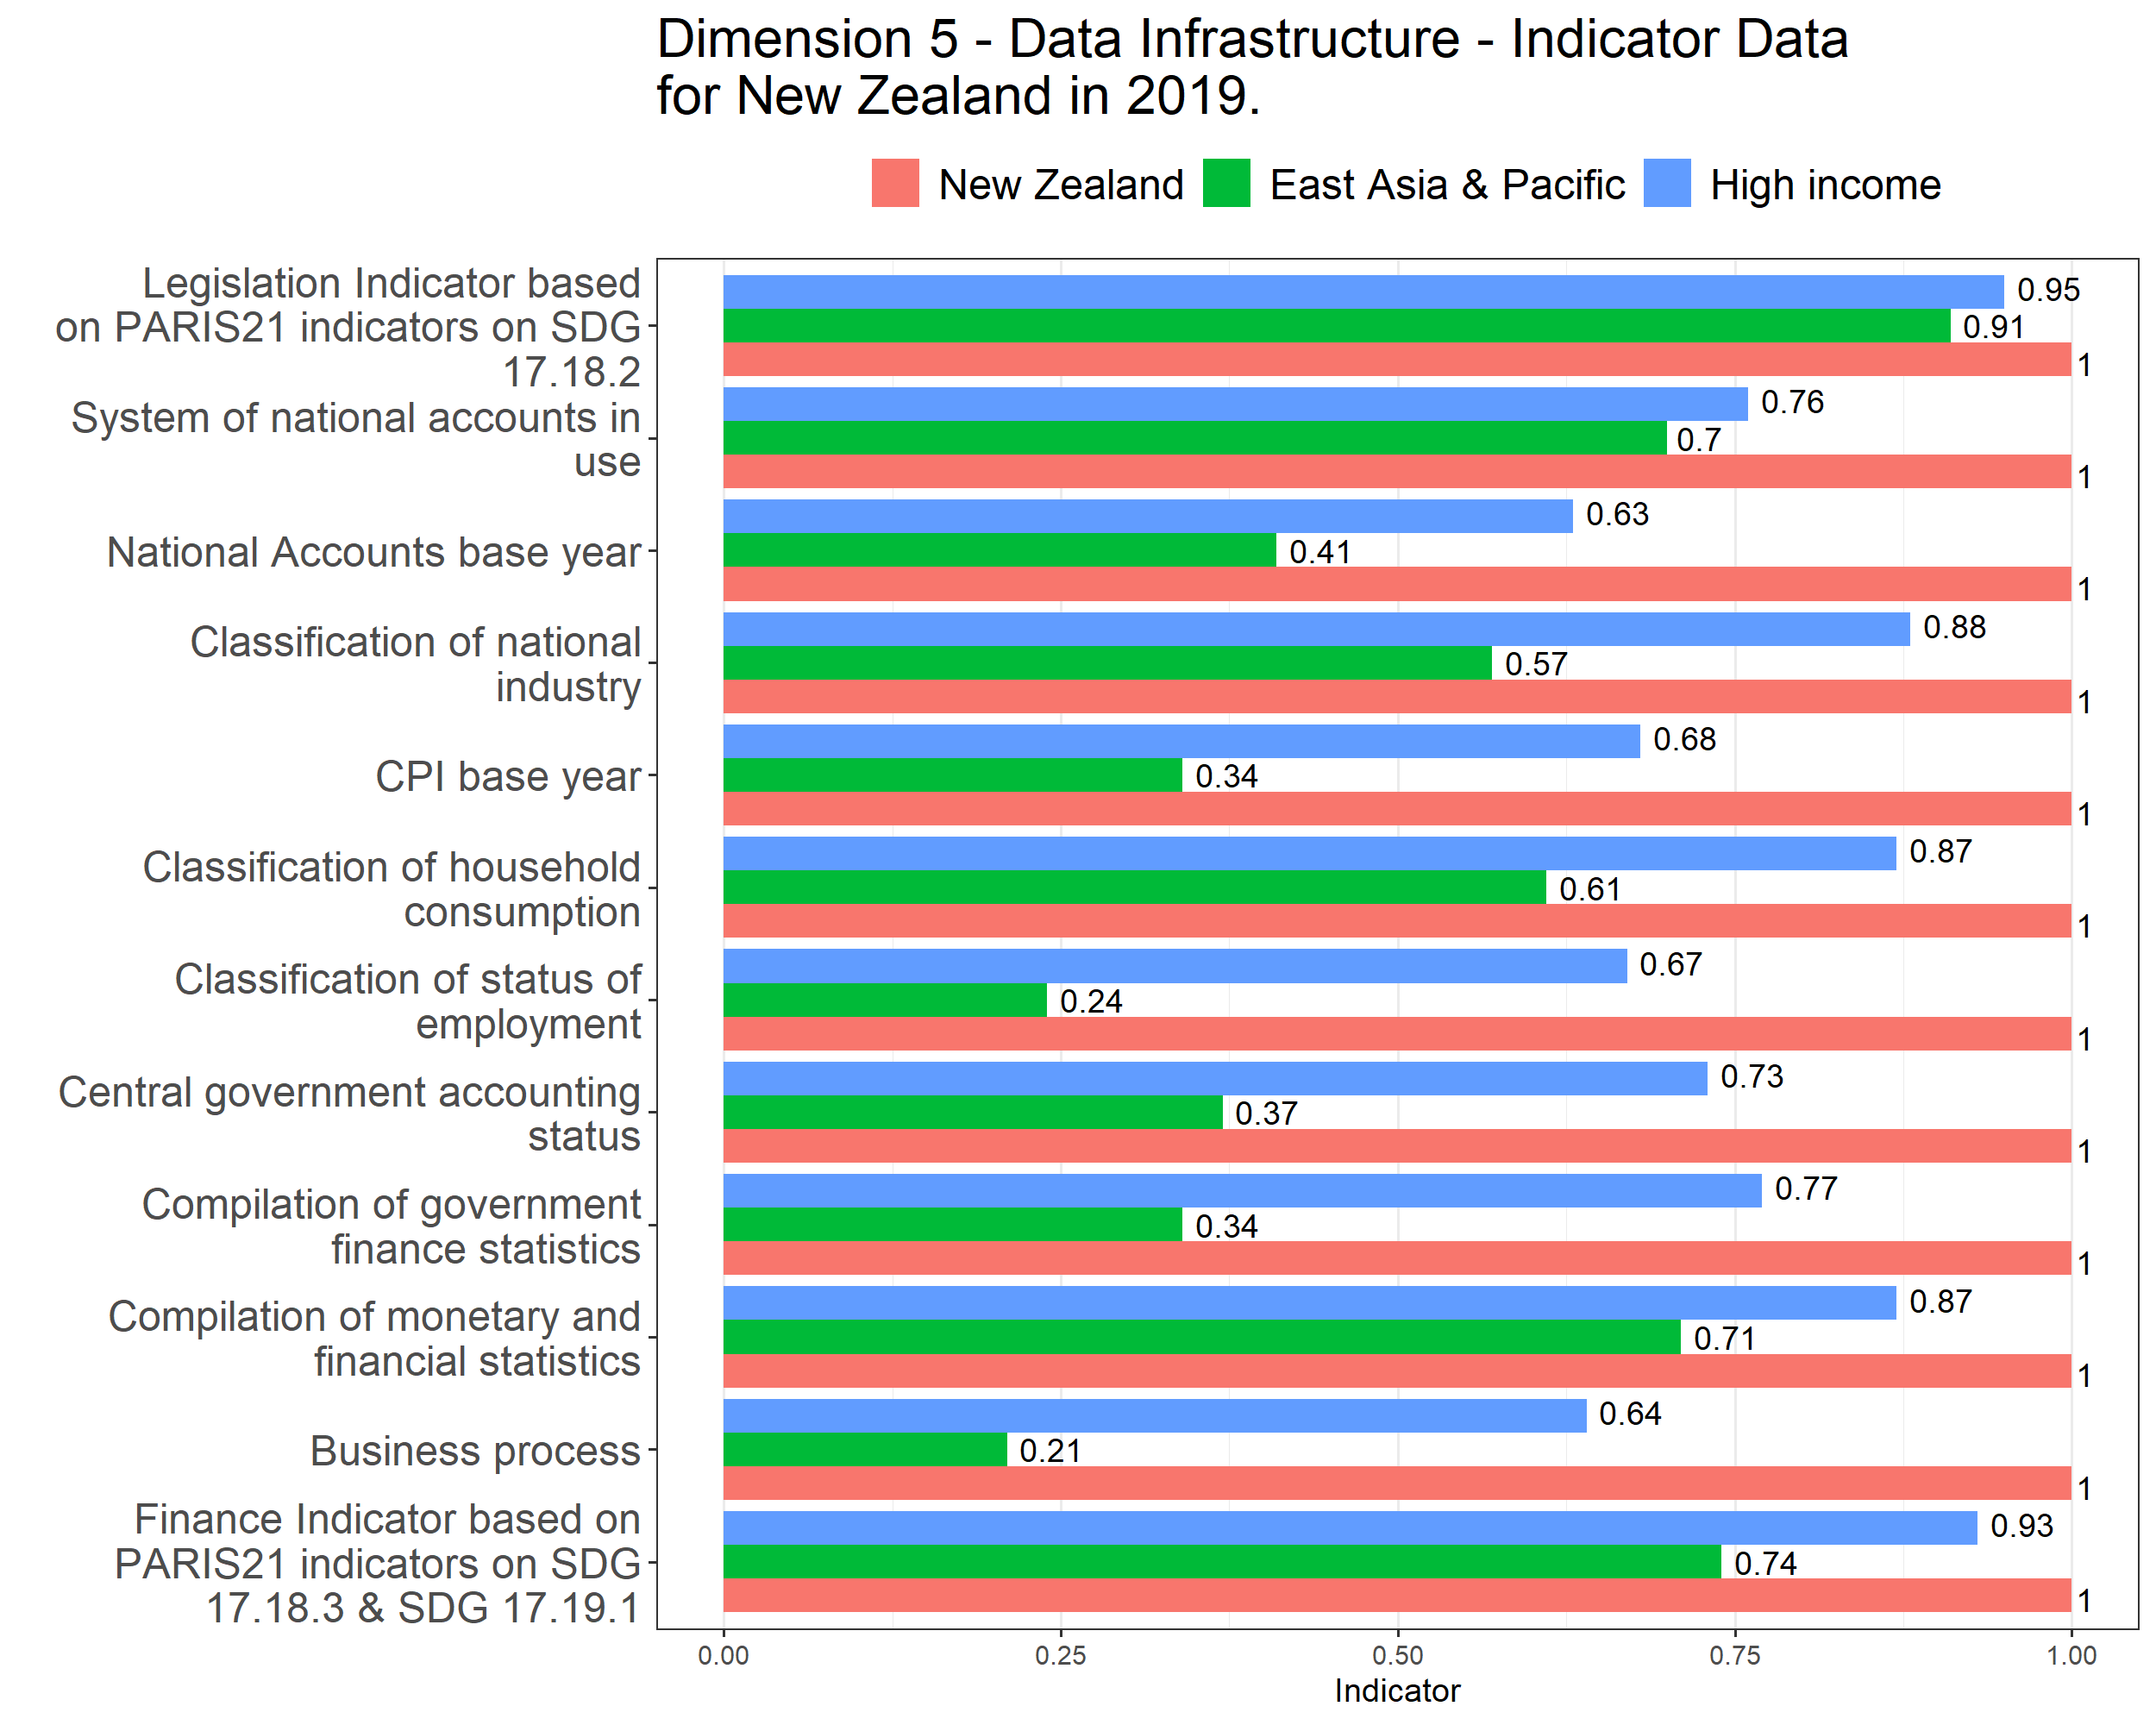 Dimension 5 - Data Infrastructure - Indicator Data
for New Zealand in 2019.
New Zealand
East Asia & Pacific
High income
Legislation Indicator based
on PARIS21 indicators on SDG
17.18.2
0.95
0.91
1
System of national accounts in
use
0.76
0.7
1
National Accounts base year
0.63
0.41
1
Classification of national
industry
0.88
0.57
1
CPI base year
0.68
0.34
1
Classification of household
consumption
0.87
0.61
1
Classification of status of
employment
0.67
0.24
1
Central government accounting
status
0.73
0.37
1
Compilation of government
finance statistics
0.77
0.34
1
Compilation of monetary and
financial statistics
0.87
0.71
1
Business process
0.64
0.21
1
Finance Indicator based on
PARIS21 indicators on SDG
17.18.3 & SDG 17.19.1
0.93
0.74
1
0.00
0.25
0.50
0.75
1.00
Indicator